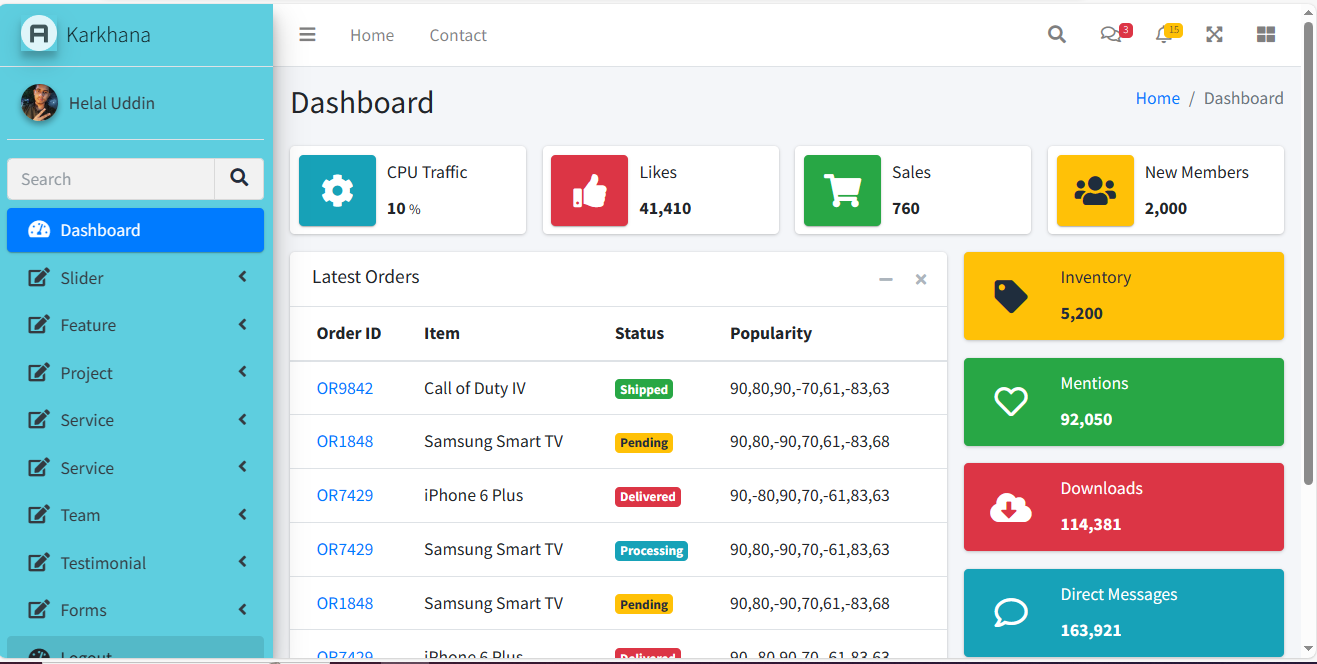 Karkhana
Home
Contact
3
15
Helal Uddin
Search
Dashboard
Slider
Feature
Project
Service
Service
Team
Testimonial
Forms
Logout
Dashboard
Home / Dashboard
CPU Traffic
10 %
Likes
41,410
Sales
760
New Members
2,000
Latest Orders
Order ID Item Status Popularity
OR9842 Call of Duty IV Shipped 90,80,90,-70,61,-83,63
OR1848 Samsung Smart TV Pending 90,80,-90,70,61,-83,68
OR7429 iPhone 6 Plus Delivered 90,-80,90,70,-61,83,63
OR7429 Samsung Smart TV Processing 90,80,-90,70,-61,83,63
OR1848 Samsung Smart TV Pending 90,80,-90,70,61,-83,68
OR7429 iPhone 6 Plus Delivered 90,-80,90,70,-61,83,63
Inventory
5,200
Mentions
92,050
Downloads
114,381
Direct Messages
163,921